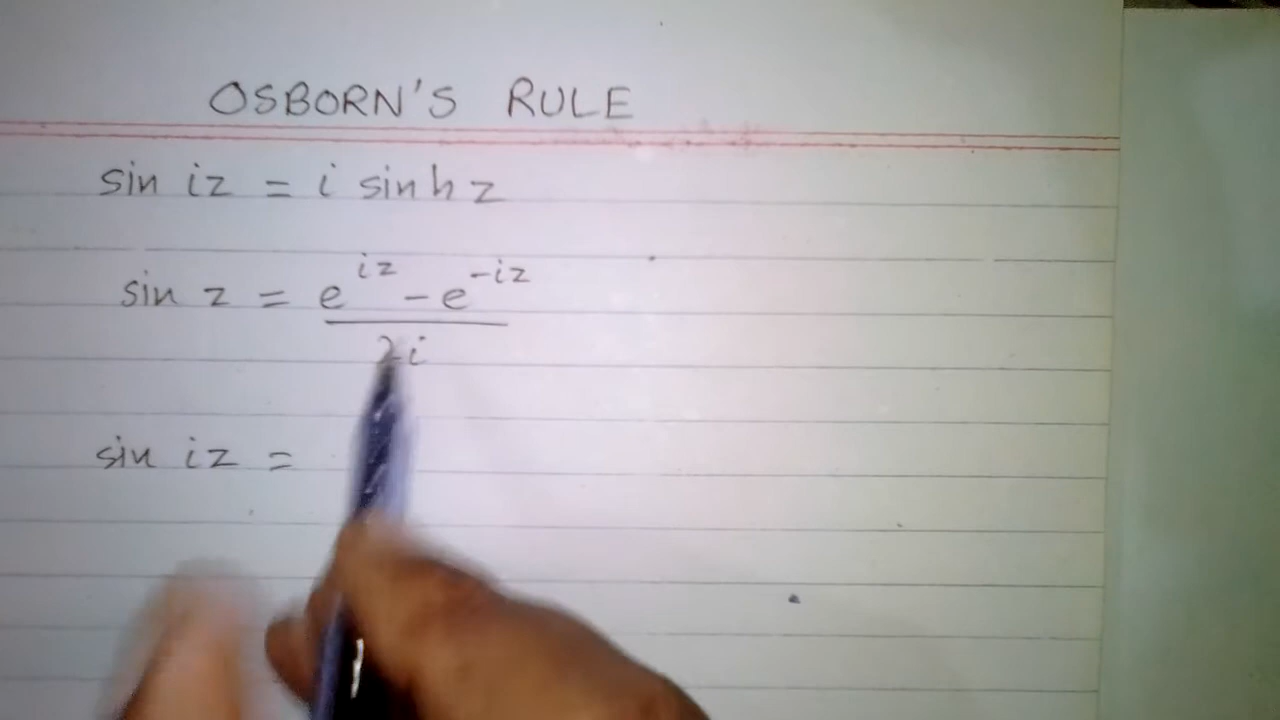 OSBORN'S RULE
sin iz = i sinh z
sin z = e^{iz} - e^{-iz}
2i
sin iz =